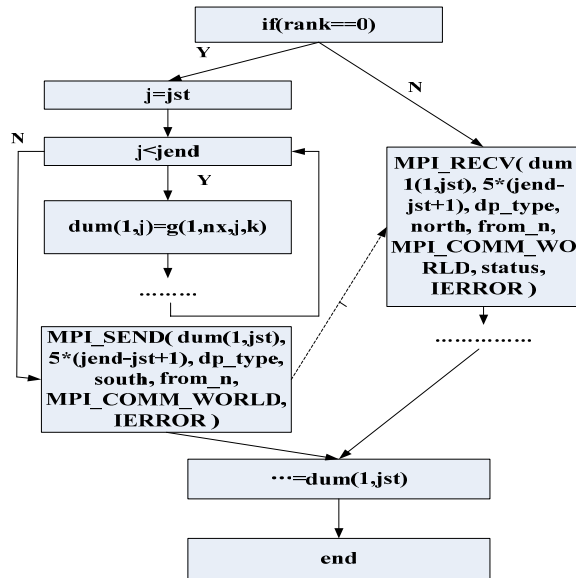 if(rank==0)
Y
N
j=jst
N
j<jend
Y
dum(1,j)=g(1,nx,j,k)
·········
MPI_SEND( dum(1,jst),
5*(jend-jst+1), dp_type,
south, from_n,
MPI_COMM_WORLD,
IERROR )
MPI_RECV( dum
1(1,jst), 5*(jend-
jst+1), dp_type,
north, from_n,
MPI_COMM_WO
RLD, status,
IERROR )
···············
···=dum(1,jst)
end